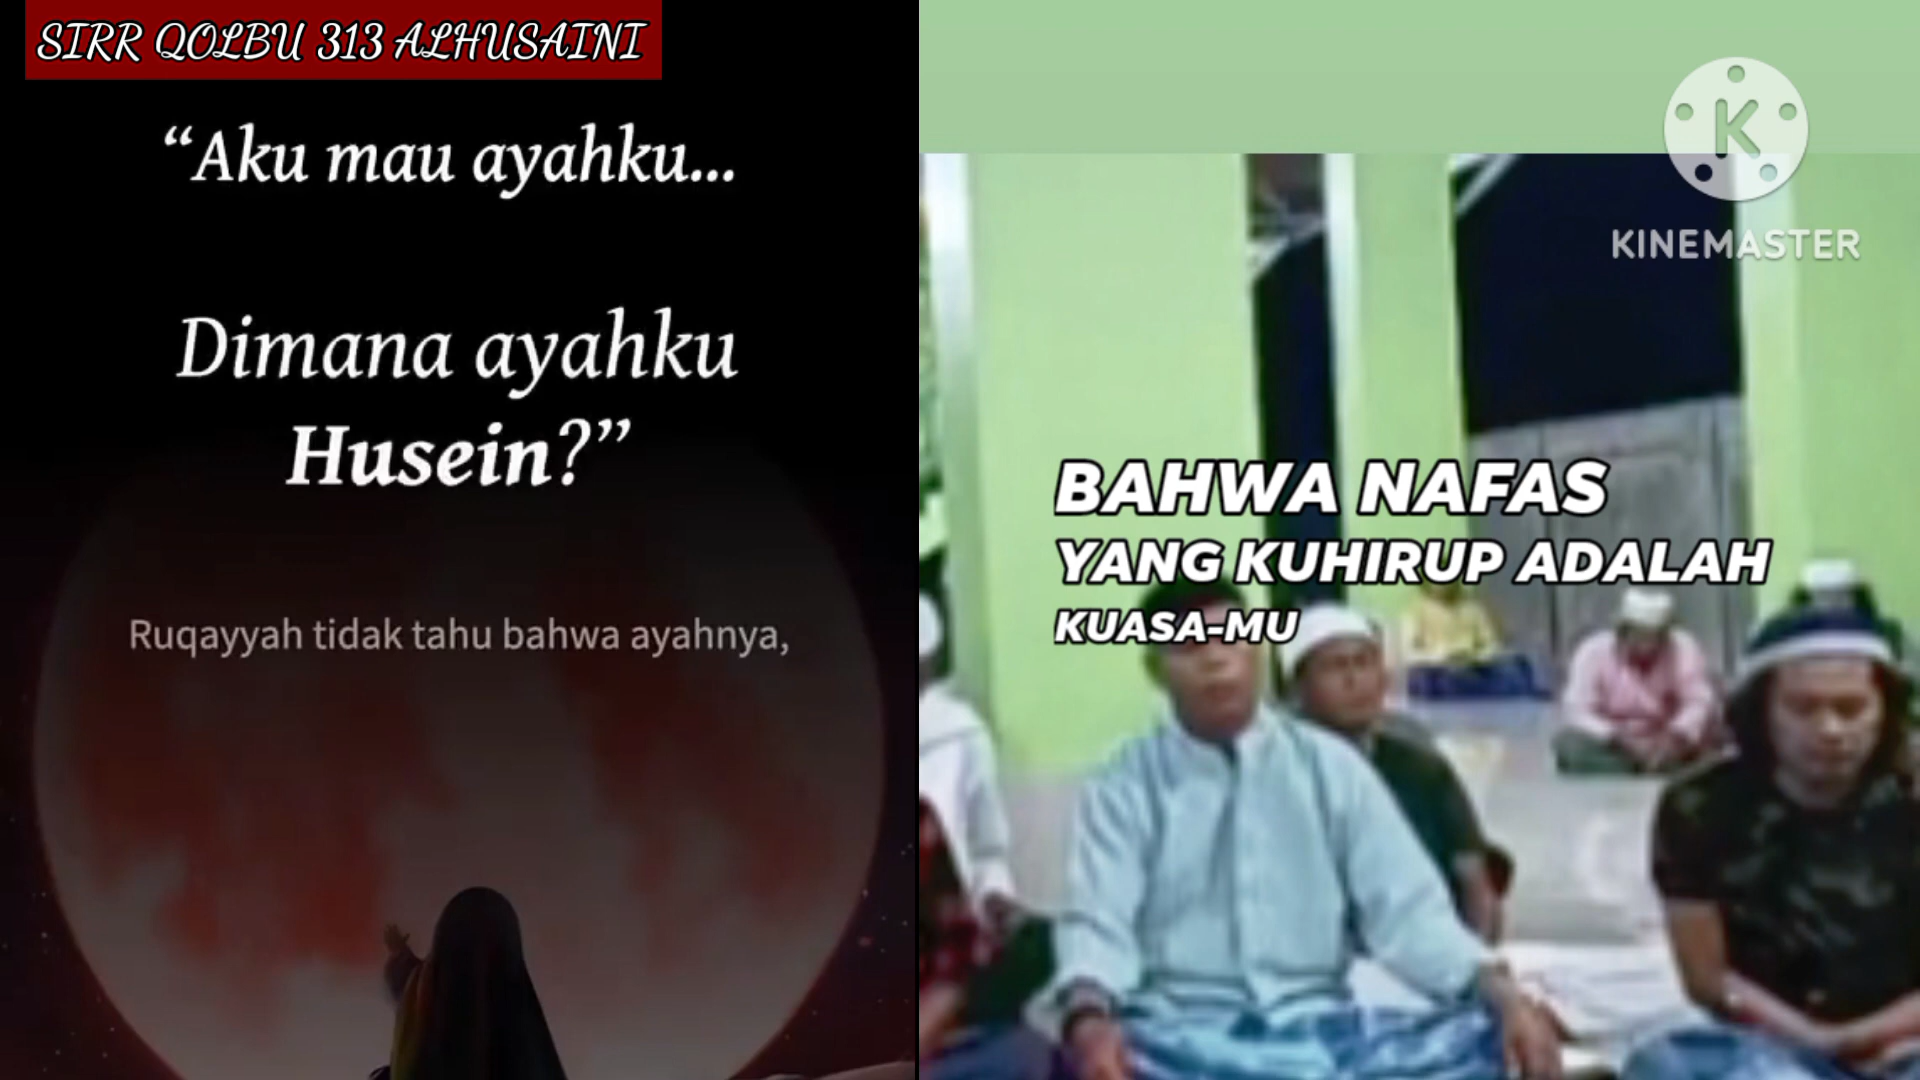 SIRR QOLBU 313 ALHUSAINI
“Aku mau ayahku...
Dimana ayahku
Husein?”
Ruqayyah tidak tahu bahwa ayahnya,
K
KINEMASTER
BAHWA NAFAS
YANG KUHIRUP ADALAH
KUASA-MU